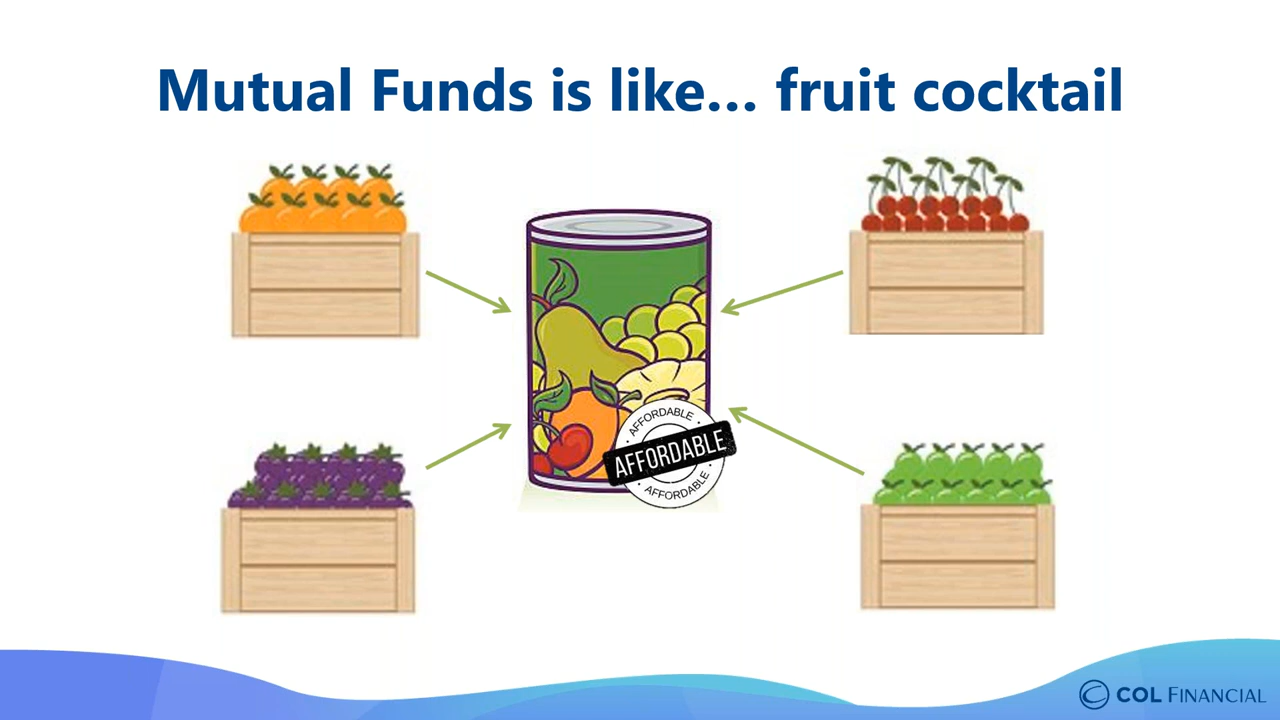 Mutual Funds is like... fruit cocktail
AFFORDABLE
AFFORDABLE
AFFORDABLE
COL FINANCIAL